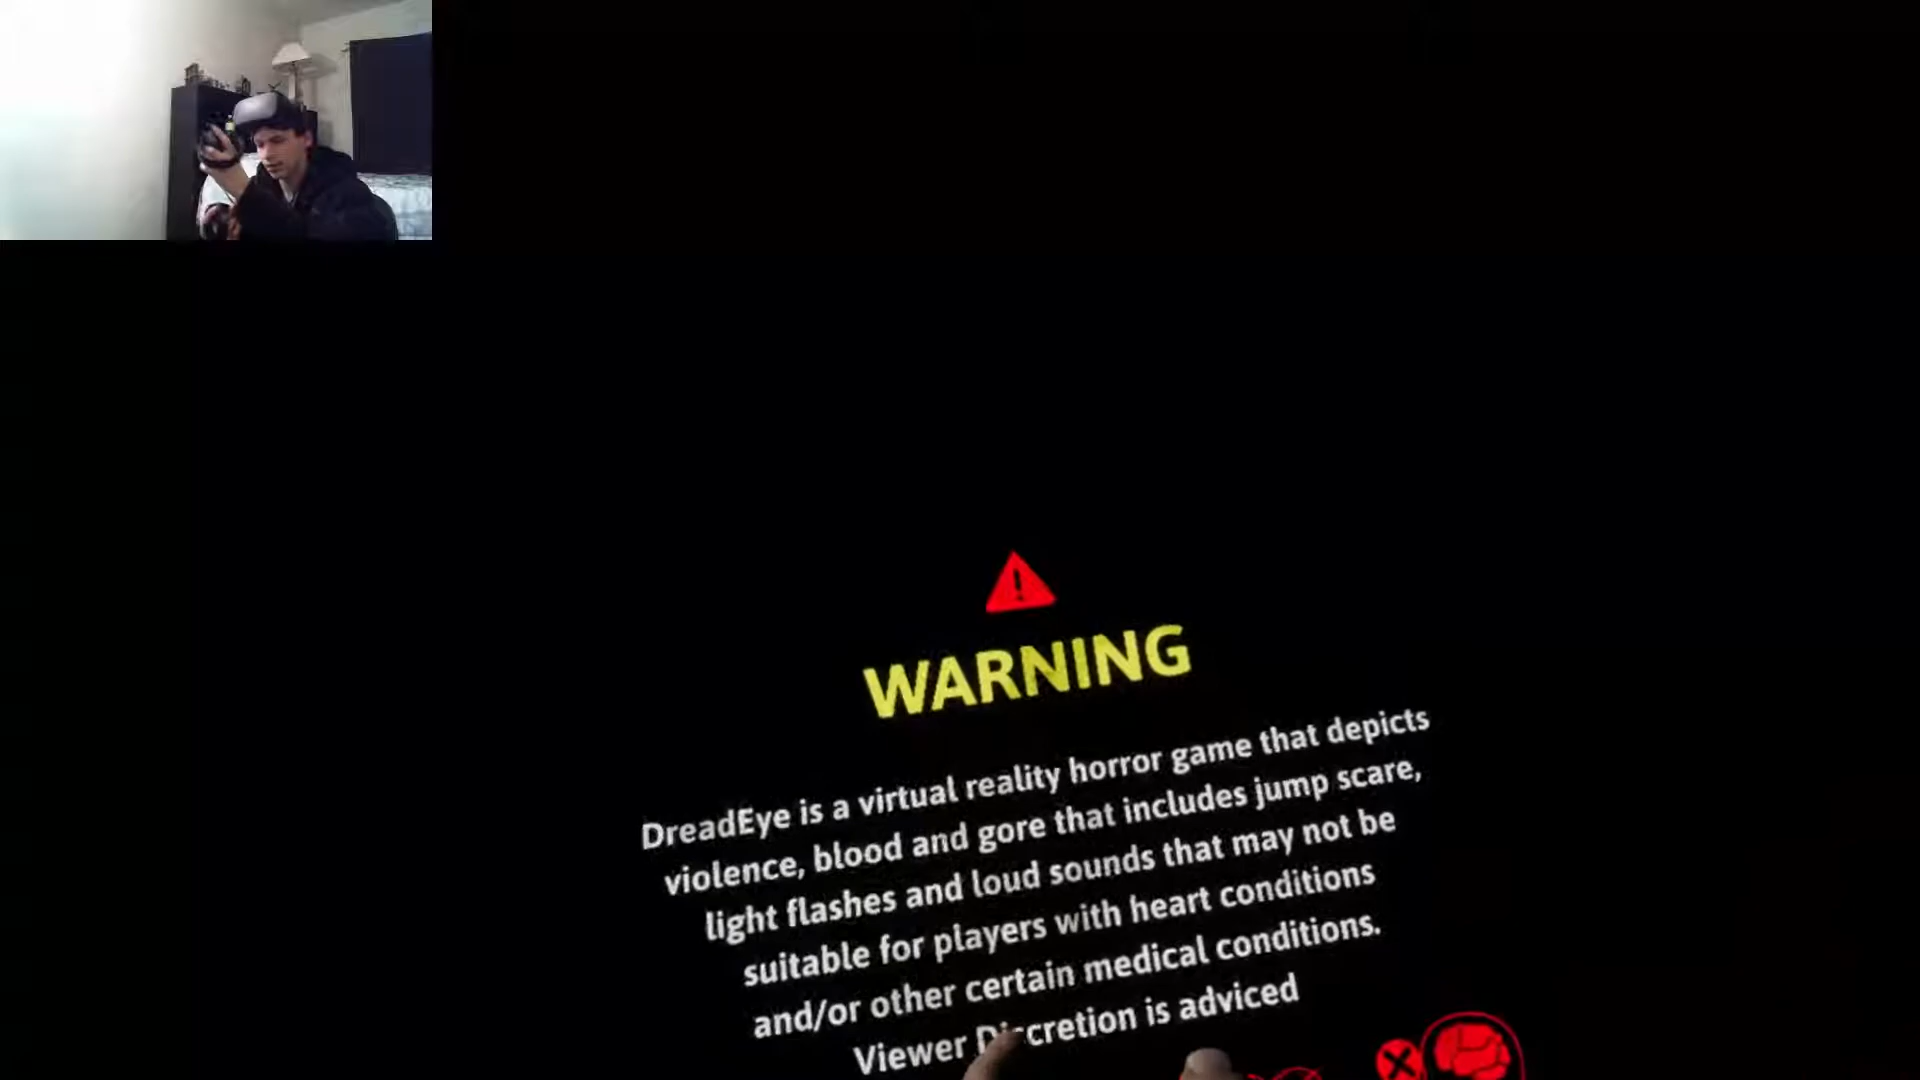 WARNING
DreadEye is a virtual reality horror game that depicts
violence, blood and gore that includes jump scare,
light flashes and loud sounds that may not be
suitable for players with heart conditions
and/or other certain medical conditions.
Viewer Discretion is adviced